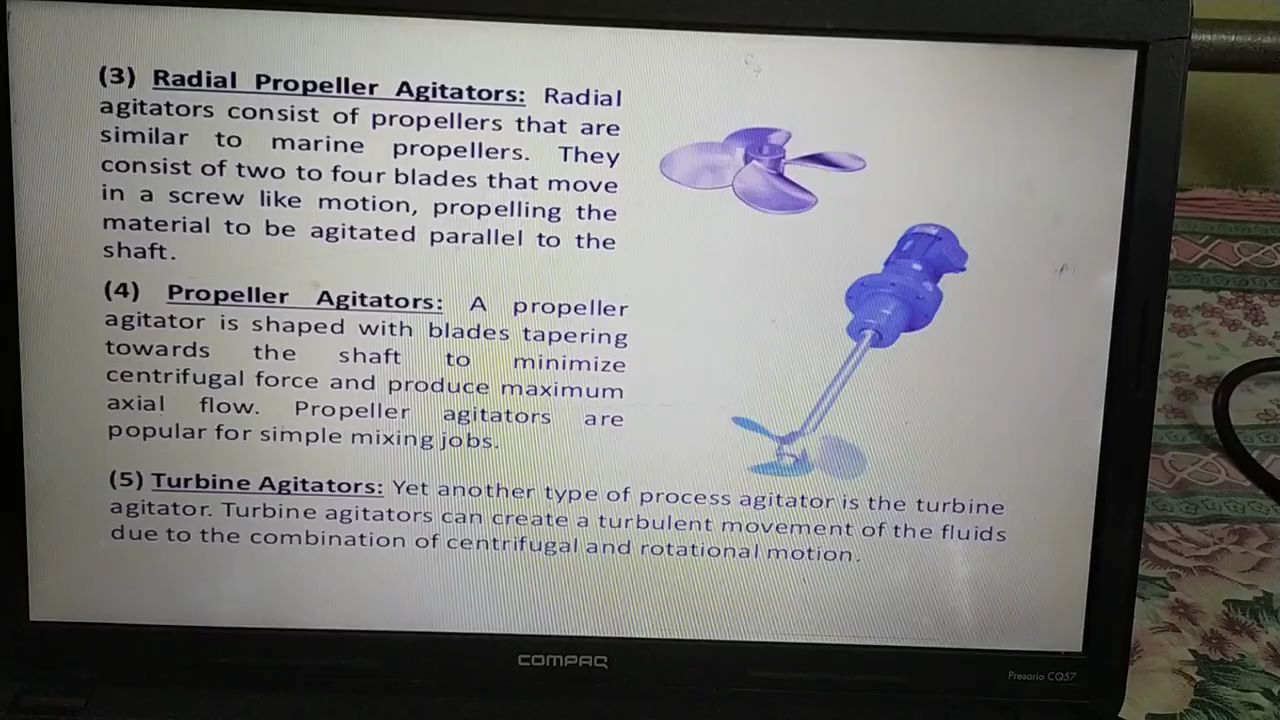 (3) Radial Propeller Agitators: Radial
agitators consist of propellers that are
similar to marine propellers. They
consist of two to four blades that move
in a screw like motion, propelling the
material to be agitated parallel to the
shaft.
(4) Propeller Agitators: A propeller
agitator is shaped with blades tapering
towards the shaft to minimize
centrifugal force and produce maximum
axial flow. Propeller agitators are
popular for simple mixing jobs.
(5) Turbine Agitators: Yet another type of process agitator is the turbine
agitator. Turbine agitators can create a turbulent movement of the fluids
due to the combination of centrifugal and rotational motion.
COMPAQ
Presario CQ57